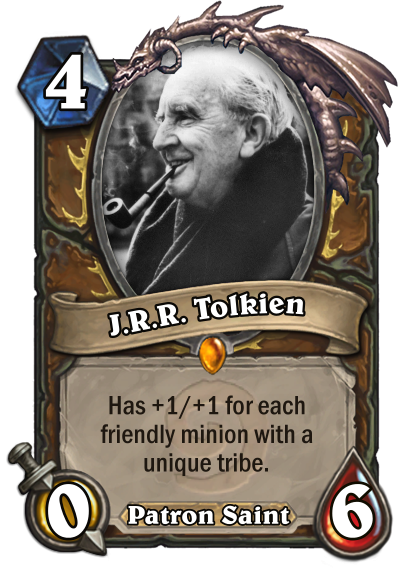 4
J.R.R. Tolkien
Has +1/+1 for each
friendly minion with a
unique tribe.
0
Patron Saint
6